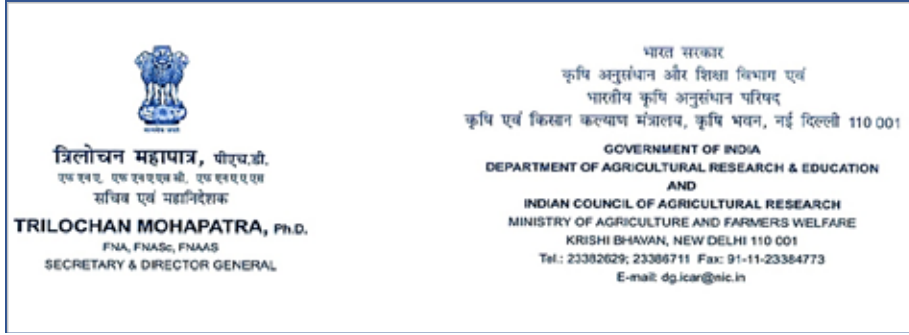 त्रिलोचन महापात्र, पीएच.डी.
एफ एन ए, एफ एन ए एस सी, एफ एन ए ए एस
सचिव एवं महानिदेशक
TRILOCHAN MOHAPATRA, Ph.D.
FNA, FNASc, FNAAS
SECRETARY & DIRECTOR GENERAL
भारत सरकार
कृषि अनुसंधान और शिक्षा विभाग एवं
भारतीय कृषि अनुसंधान परिषद
कृषि एवं किसान कल्याण मंत्रालय, कृषि भवन, नई दिल्ली 110 001
GOVERNMENT OF INDIA
DEPARTMENT OF AGRICULTURAL RESEARCH & EDUCATION
AND
INDIAN COUNCIL OF AGRICULTURAL RESEARCH
MINISTRY OF AGRICULTURE AND FARMERS WELFARE
KRISHI BHAVAN, NEW DELHI 110 001
Tel.: 23382629; 23386711 Fax: 91-11-23384773
E-mail: dg.icar@nic.in